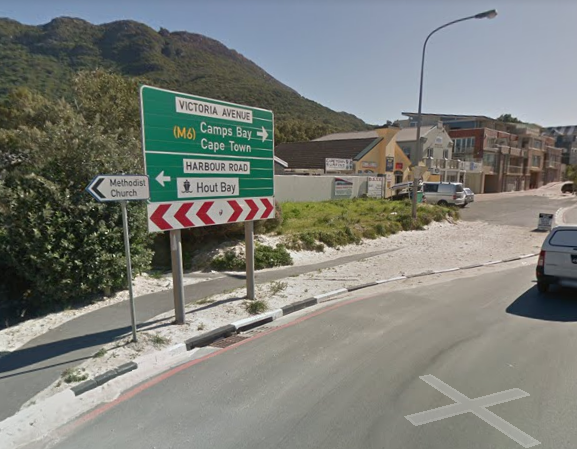 VICTORIA AVENUE
(M6) Camps Bay
Cape Town
HARBOUR ROAD
Hout Bay
Methodist
Church